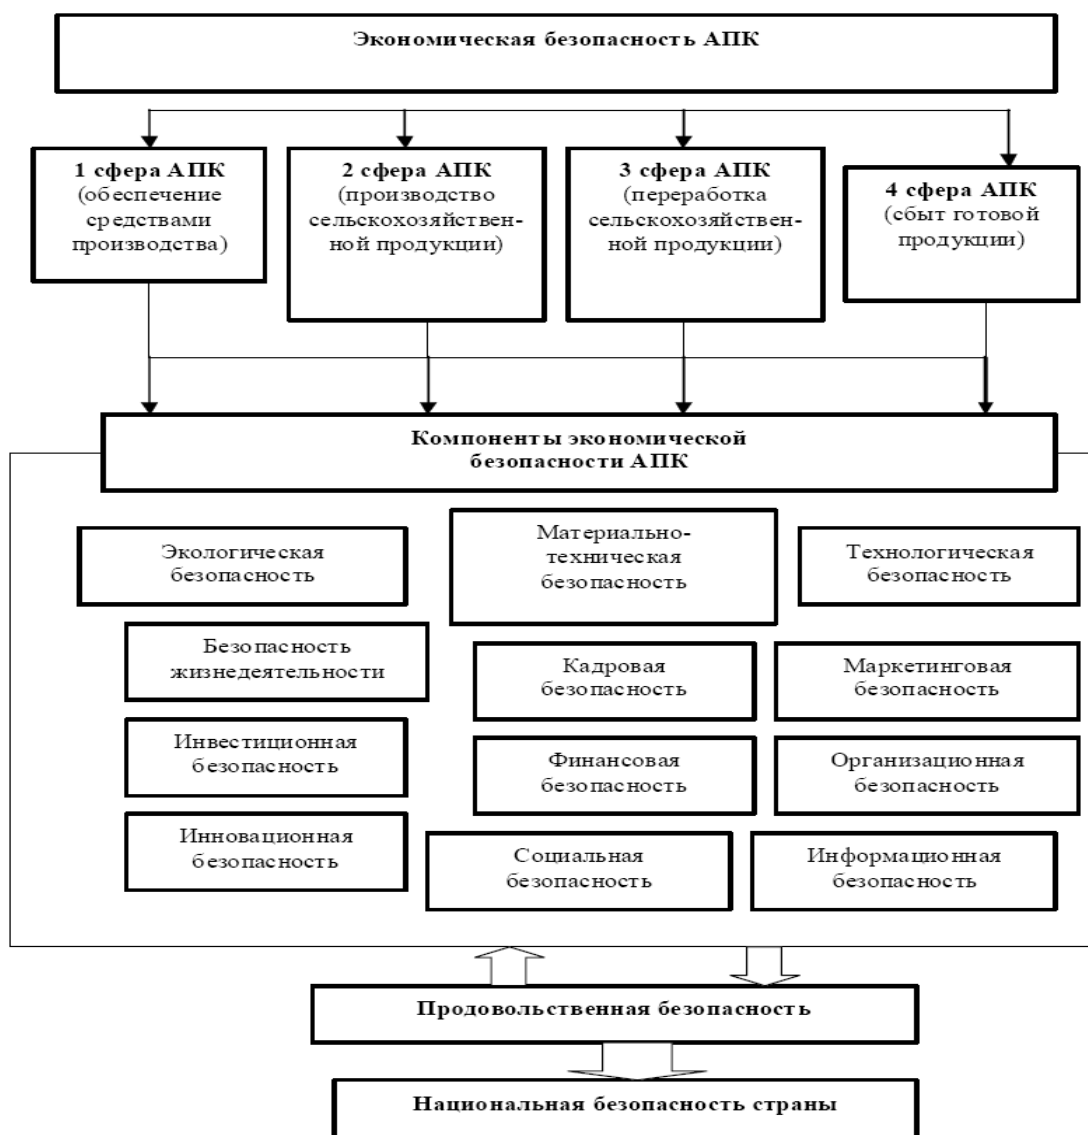 Экономическая безопасность АПК
1 сфера АПК
(обеспечение
средствами
производства)
2 сфера АПК
(производство
сельскохозяйствен-
ной продукции)
3 сфера АПК
(переработка
сельскохозяйствен-
ной продукции)
4 сфера АПК
(сбыт готовой
продукции)
Компоненты экономической
безопасности АПК
Экологическая
безопасность
Материально-
техническая
безопасность
Технологическая
безопасность
Безопасность
жизнедеятельности
Кадровая
безопасность
Маркетинговая
безопасность
Инвестиционная
безопасность
Финансовая
безопасность
Организационная
безопасность
Инновационная
безопасность
Социальная
безопасность
Информационная
безопасность
Продовольственная безопасность
Национальная безопасность страны